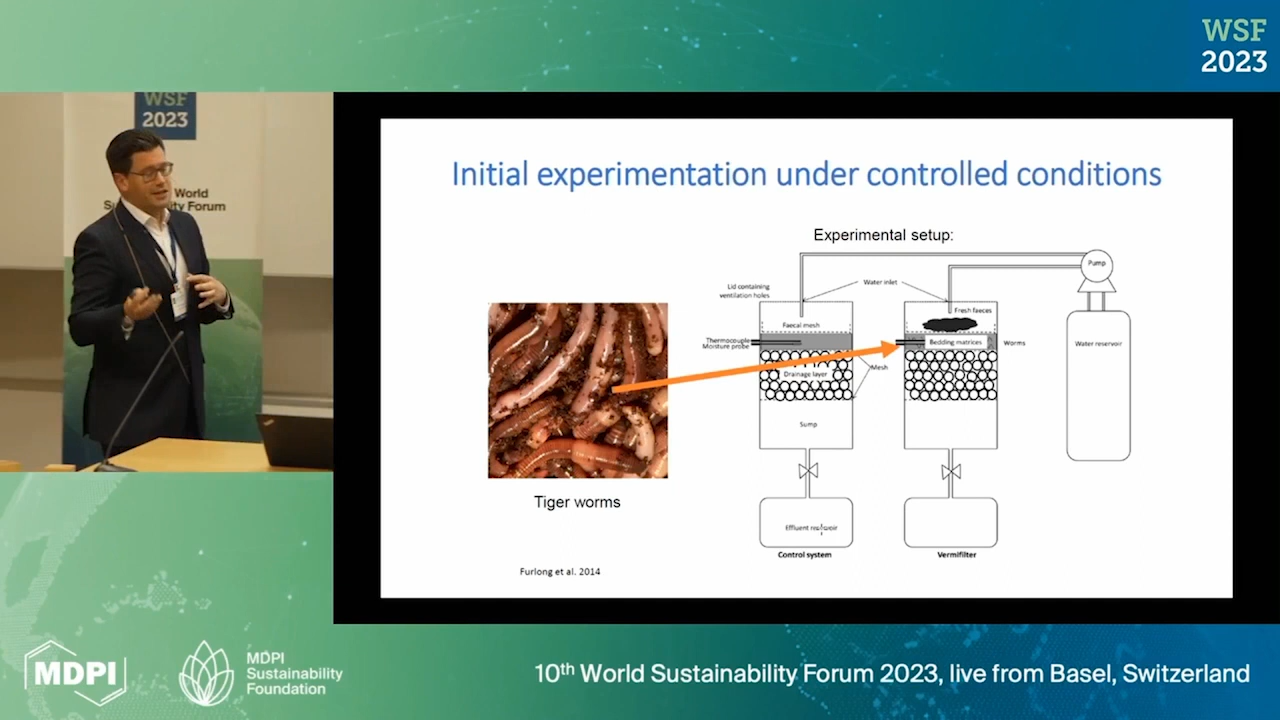 WSF
2023
WSF
2023
World
Forum
Initial experimentation under controlled conditions
Experimental setup:
Pump
Lid containing
ventilation holes
Water inlet
Fresh faeces
Faecal mesh
Thermocouple
Moisture probe
Bedding matrices
Worms
Water reservoir
Mesh
Drainage layer
Sump
Tiger worms
Effluent
Control system
Vermifilter
Furlong et al. 2014
MDPI
MDPI
Sustainability
Foundation
10th World Sustainability Forum 2023, live from Basel, Switzerland